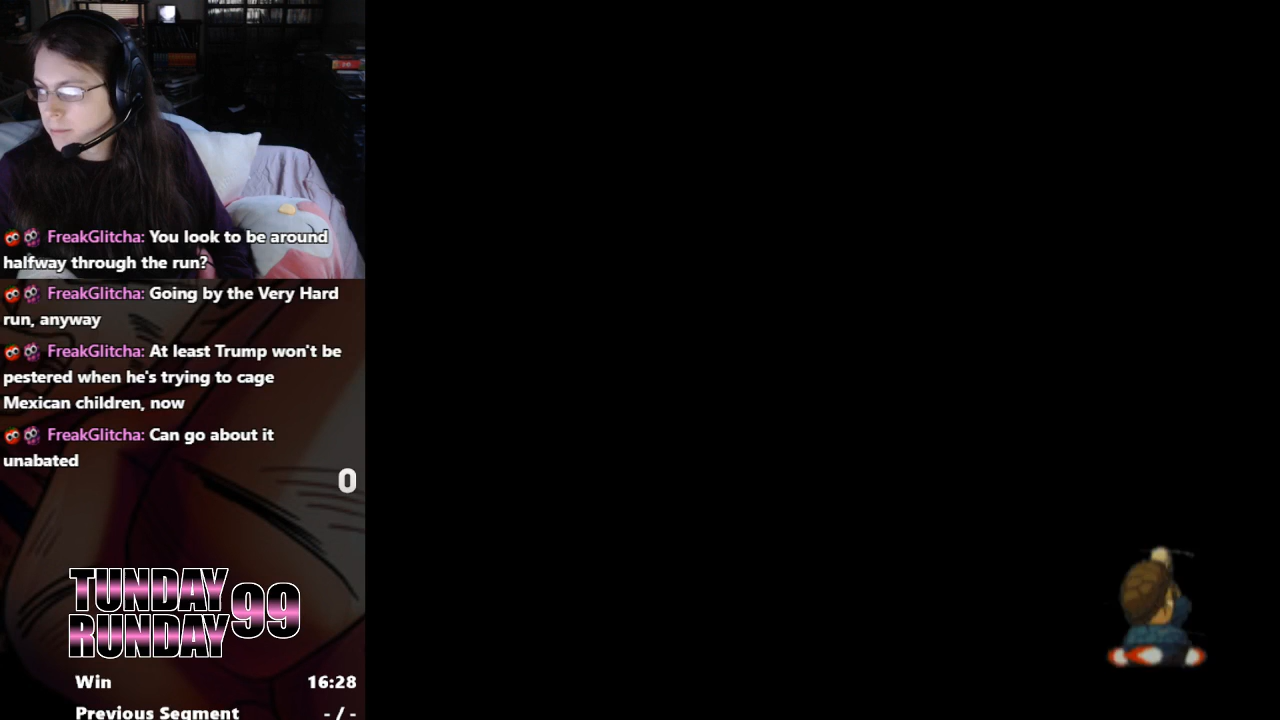 FreakGlitcha: You look to be around
halfway through the run?
FreakGlitcha: Going by the Very Hard
run, anyway
FreakGlitcha: At least Trump won't be
pestered when he's trying to cage
Mexican children, now
FreakGlitcha: Can go about it
unabated
0
TUNDAY
RUNDAY 99
Win 16:28
Previous Segment - / -